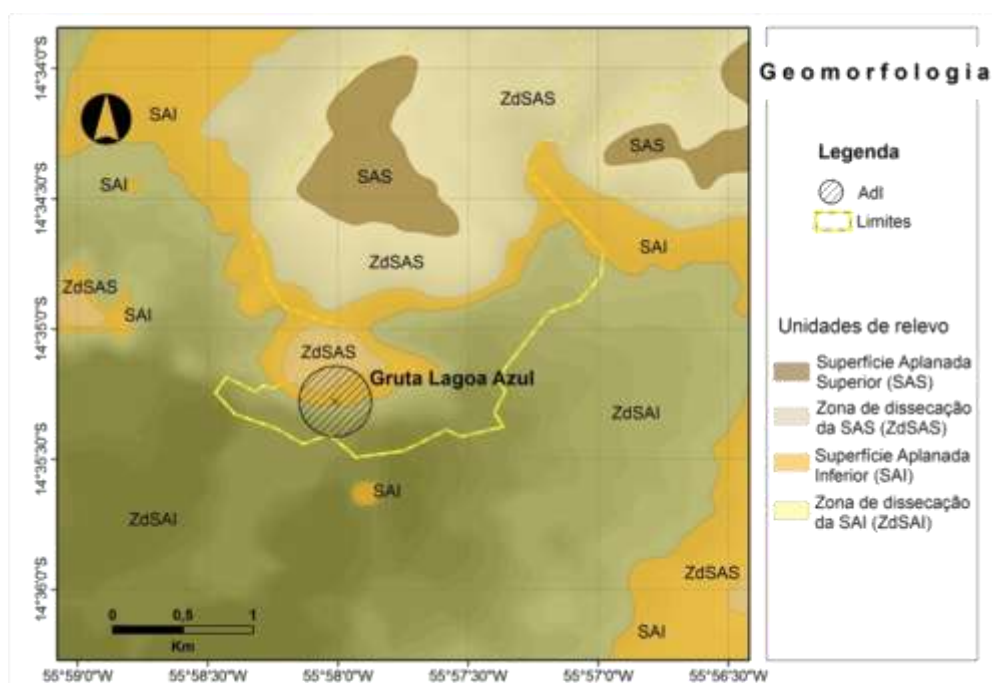 Geomorfologia
Legenda
AdI
Limites
Unidades de relevo
Superfície Aplanada
Superior (SAS)
Zona de dissecação
da SAS (ZdSAS)
Superfície Aplanada
Inferior (SAI)
Zona de dissecação
da SAI (ZdSAI)
14°34'0"S
14°34'30"S
14°35'0"S
14°35'30"S
14°36'0"S
SAI
ZdSAS
SAS
SAS
SAI
SAI
ZdSAS
ZdSAS
SAI
ZdSAS
Gruta Lagoa Azul
ZdSAI
SAI
ZdSAI
ZdSAS
SAI
0 0,5 1
Km
55°59'0"W 55°58'30"W 55°58'0"W 55°57'30"W 55°57'0"W 55°56'30"W